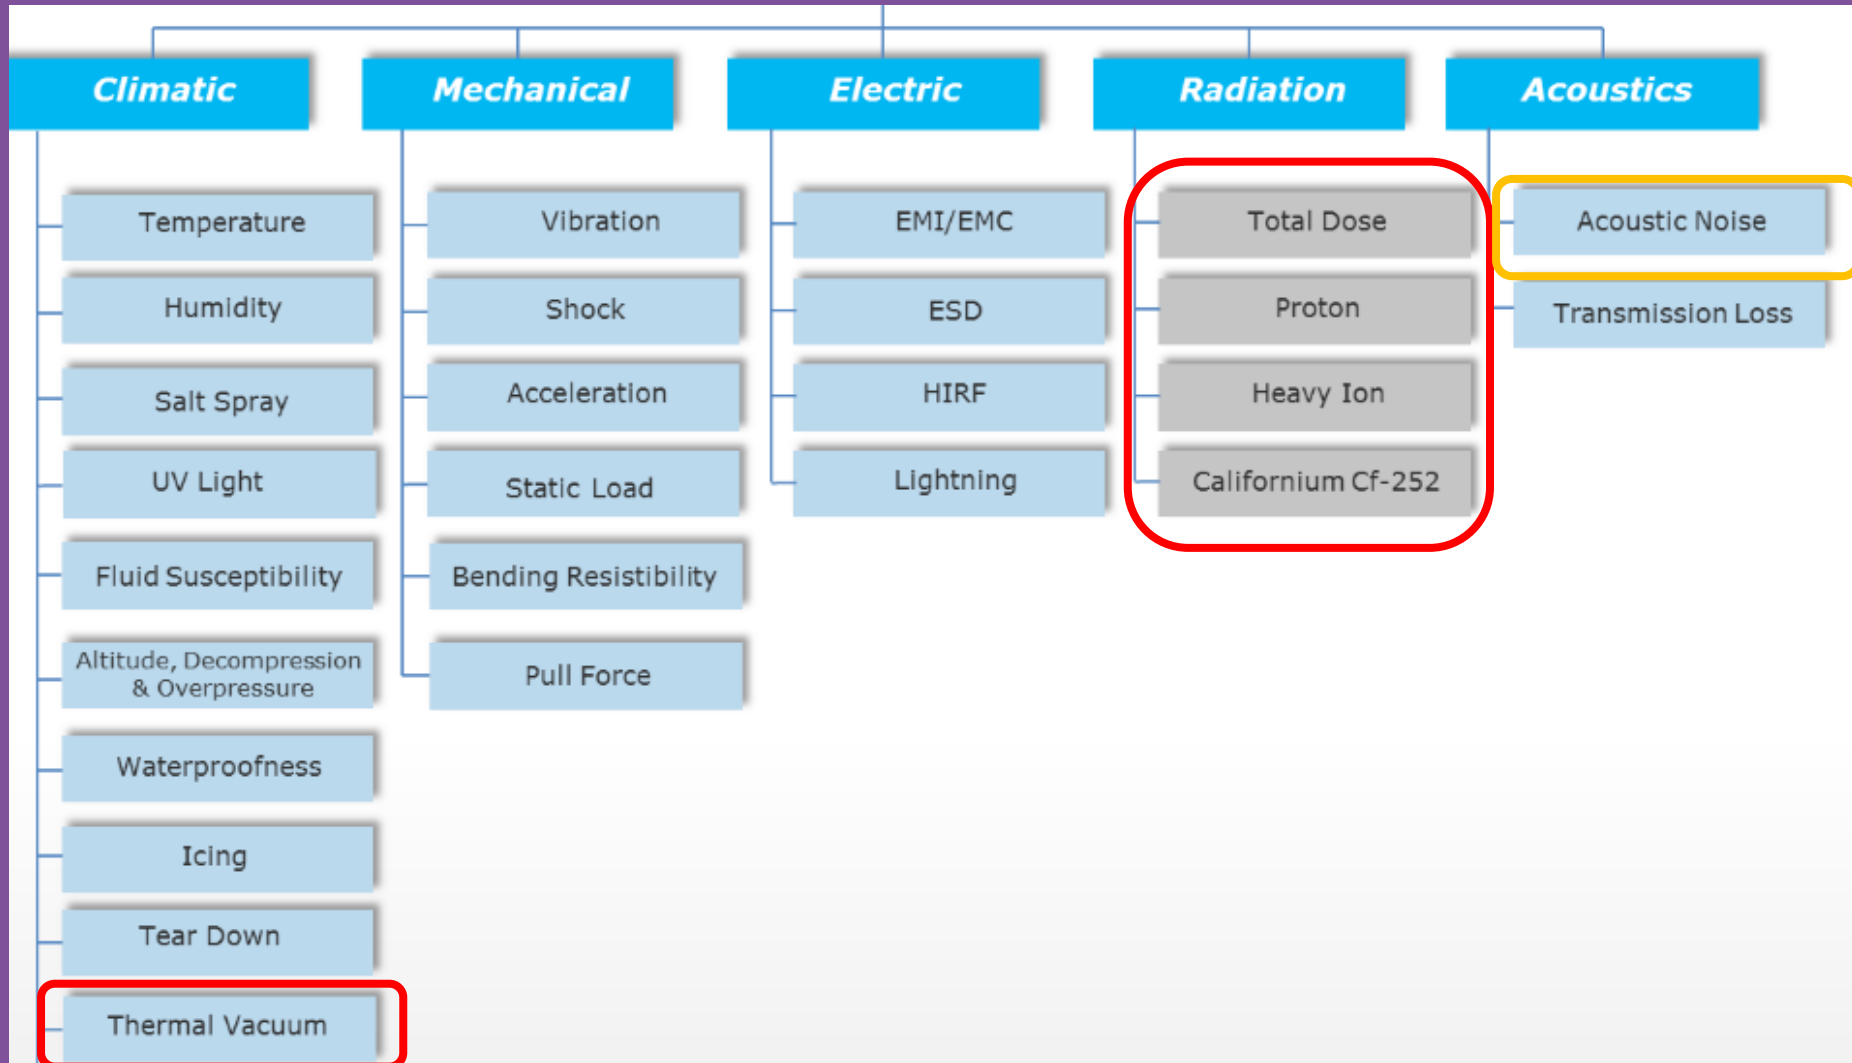 Climatic
Mechanical
Electric
Radiation
Acoustics
Temperature
Humidity
Salt Spray
UV Light
Fluid Susceptibility
Altitude, Decompression
& Overpressure
Waterproofness
Icing
Tear Down
Thermal Vacuum
Vibration
Shock
Acceleration
Static Load
Bending Resistibility
Pull Force
EMI/EMC
ESD
HIRF
Lightning
Total Dose
Proton
Heavy Ion
Californium Cf-252
Acoustic Noise
Transmission Loss